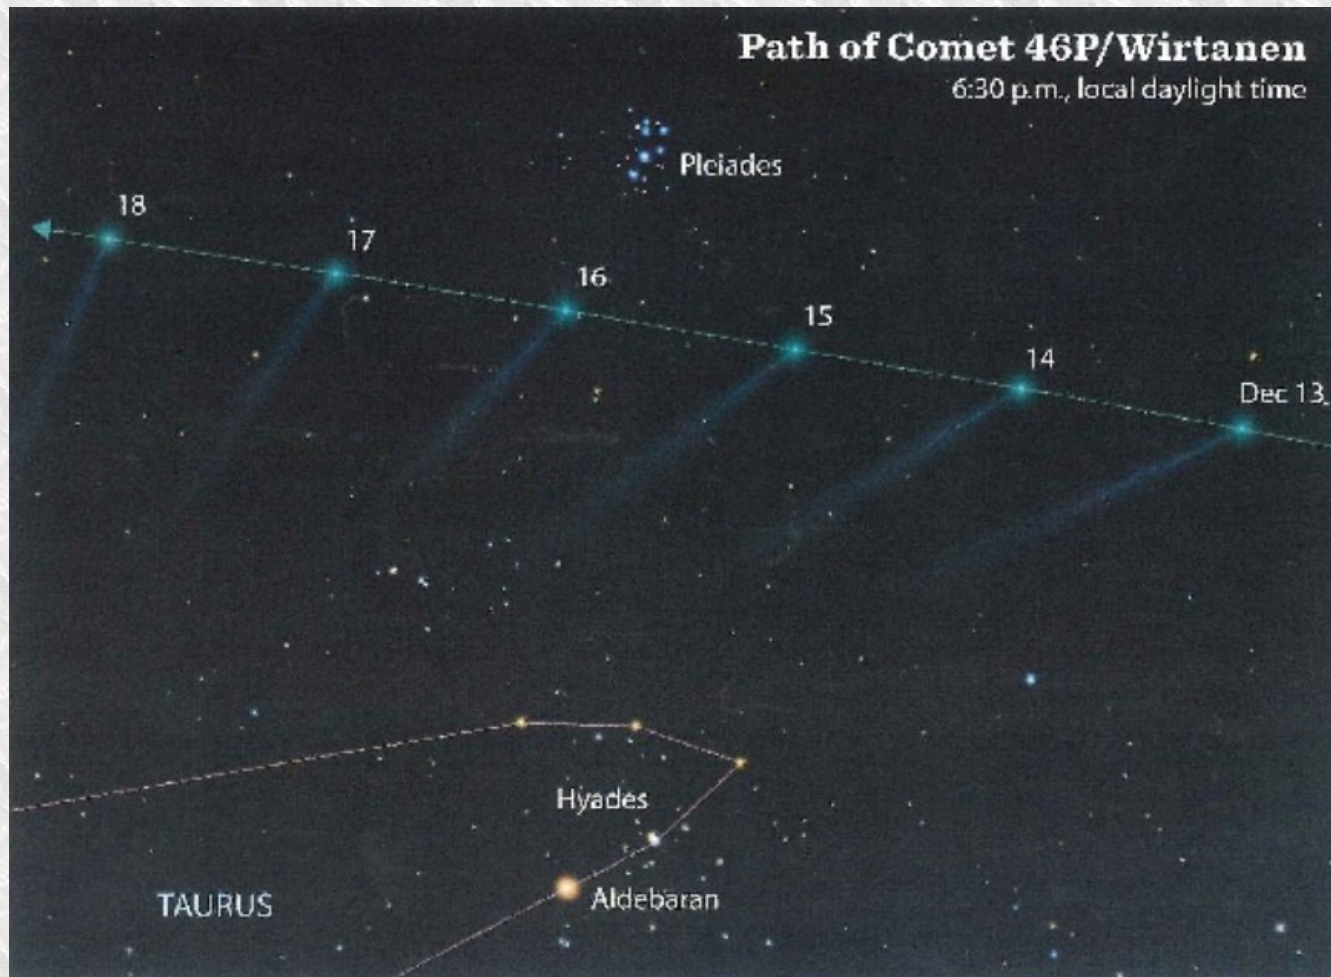 Path of Comet 46P/Wirtanen
6:30 p.m., local daylight time
Pleiades
18
17
16
15
14
Dec 13,
Hyades
Aldebaran
TAURUS